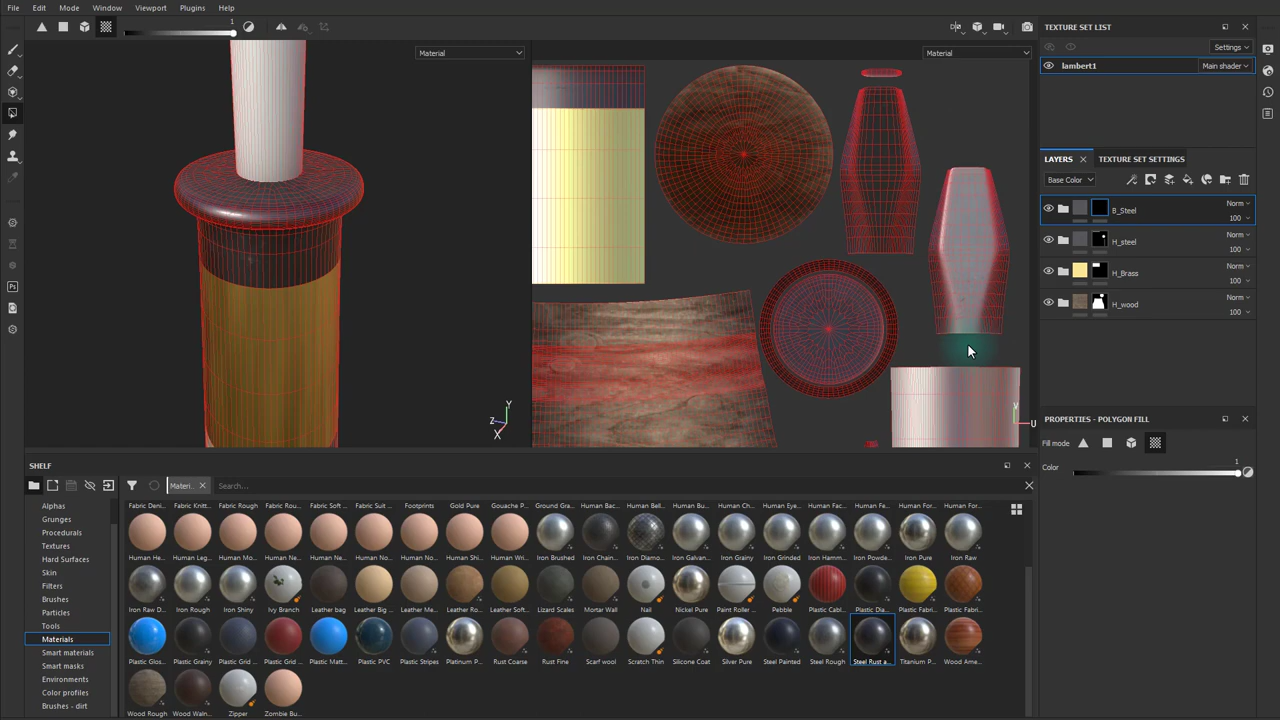 File Edit Mode Window Viewport Plugins Help
1
Material
Material
Y
Z
X
V
U
TEXTURE SET LIST
Settings
lambert1 Main shader
LAYERS TEXTURE SET SETTINGS
Base Color
B_Steel Norm 100
H_steel Norm 100
H_Brass Norm 100
H_wood Norm 100
PROPERTIES - POLYGON FILL
Fill mode
1
Color
Ps
SHELF
Materi... Search...
Alphas
Grunges
Procedurals
Textures
Hard Surfaces
Skin
Filters
Brushes
Particles
Tools
Materials
Smart materials
Smart masks
Environments
Color profiles
Brushes - dirt
Fabric Deni... Fabric Knitt... Fabric Rough Fabric Rou... Fabric Soft ... Fabric Suit ... Footprints Gold Pure Gouache P... Ground Gra... Human Bac... Human Bell... Human Bu... Human Ch... Human Eye... Human Fac... Human Fe... Human For... Human For...
Human He... Human Leg... Human Mo... Human Ne... Human Ne... Human No... Human No... Human Shi... Human Wri... Iron Brushed Iron Chain... Iron Diamo... Iron Galvan... Iron Grainy Iron Grinded Iron Hamm... Iron Powde... Iron Pure Iron Raw
Iron Raw D... Iron Rough Iron Shiny Ivy Branch Leather bag Leather Big ... Leather Me... Leather Ro... Leather Soft... Lizard Scales Mortar Wall Nail Nickel Pure Paint Roller ... Pebble Plastic Cabl... Plastic Dia... Plastic Fabri... Plastic Fabri...
Plastic Glos... Plastic Grainy Plastic Grid ... Plastic Grid ... Plastic Matt... Plastic PVC Plastic Stripes Platinum P... Rust Coarse Rust Fine Scarf wool Scratch Thin Silicone Coat Silver Pure Steel Painted Steel Rough Steel Rust a... Titanium P... Wood Ame...
Wood Rough Wood Waln... Zipper Zombie Bu...